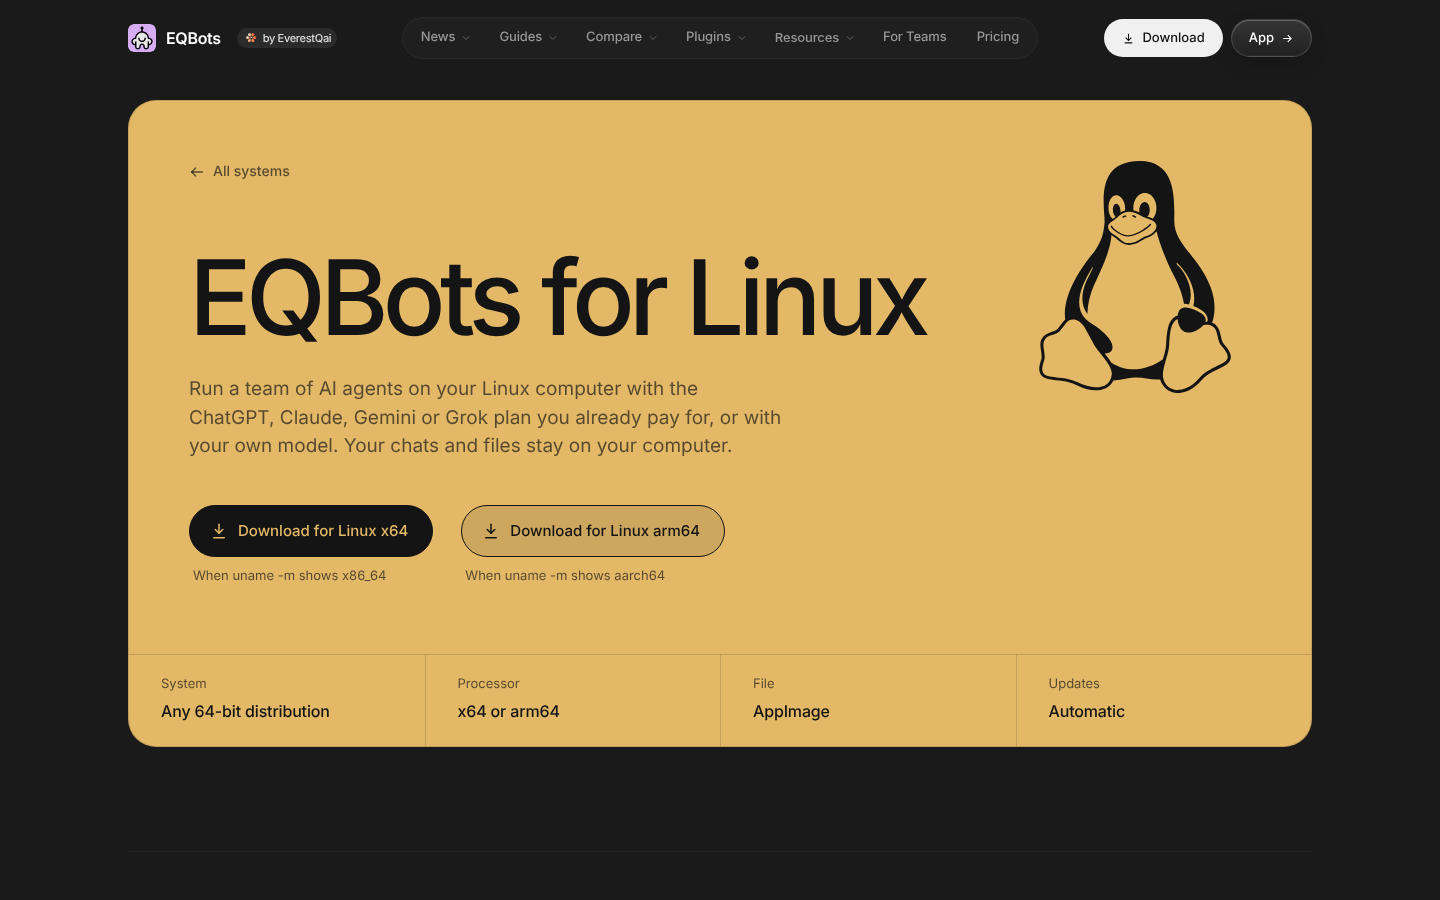 EQBots
by EverestQai
News
Guides
Compare
Plugins
Resources
For Teams
Pricing
Download
App
All systems
EQBots for Linux
Run a team of AI agents on your Linux computer with the
ChatGPT, Claude, Gemini or Grok plan you already pay for, or with
your own model. Your chats and files stay on your computer.
Download for Linux x64
Download for Linux arm64
When uname -m shows x86_64
When uname -m shows aarch64
System
Any 64-bit distribution
Processor
x64 or arm64
File
AppImage
Updates
Automatic